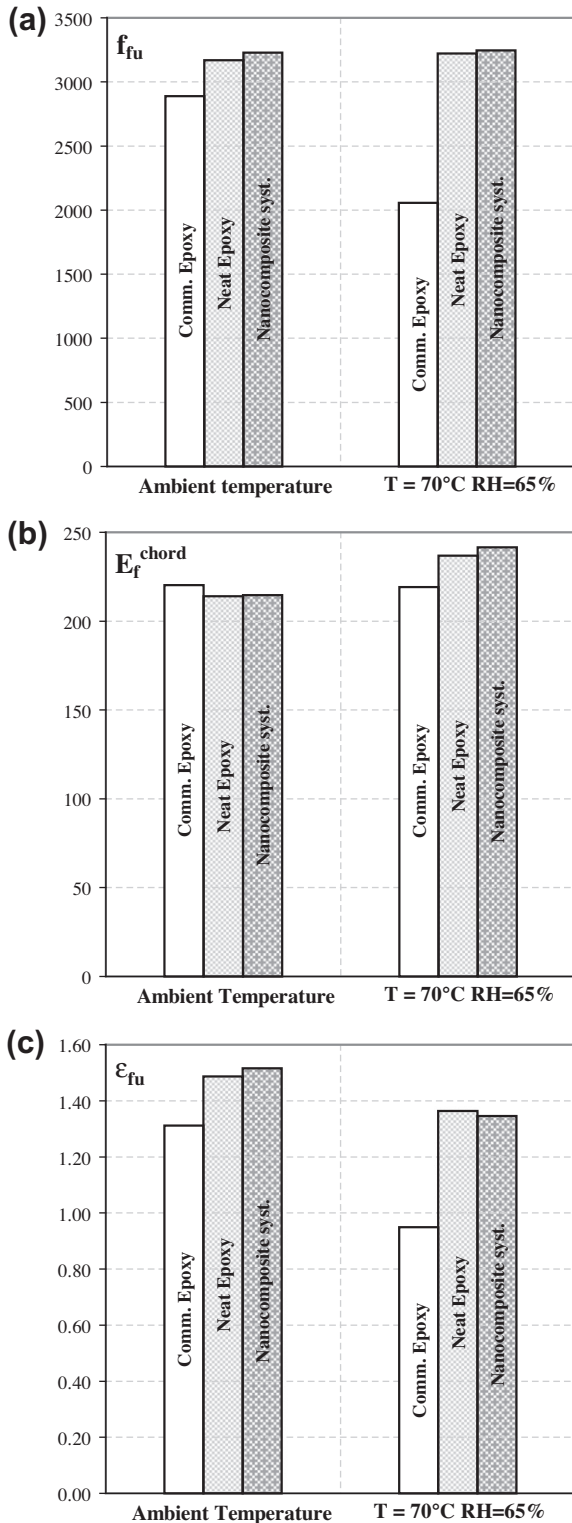 (a)
f_fu
3500
3000
2500
2000
1500
1000
500
0
Comm. Epoxy
Neat Epoxy
Nanocomposite syst.
Comm. Epoxy
Neat Epoxy
Nanocomposite syst.
Ambient temperature
T = 70°C RH=65%
(b)
E_f^chord
250
200
150
100
50
0
Comm. Epoxy
Neat Epoxy
Nanocomposite syst.
Comm. Epoxy
Neat Epoxy
Nanocomposite syst.
Ambient Temperature
T = 70°C RH=65%
(c)
ε_fu
1.60
1.40
1.20
1.00
0.80
0.60
0.40
0.20
0.00
Comm. Epoxy
Neat Epoxy
Nanocomposite syst.
Comm. Epoxy
Neat Epoxy
Nanocomposite syst.
Ambient Temperature
T = 70°C RH=65%